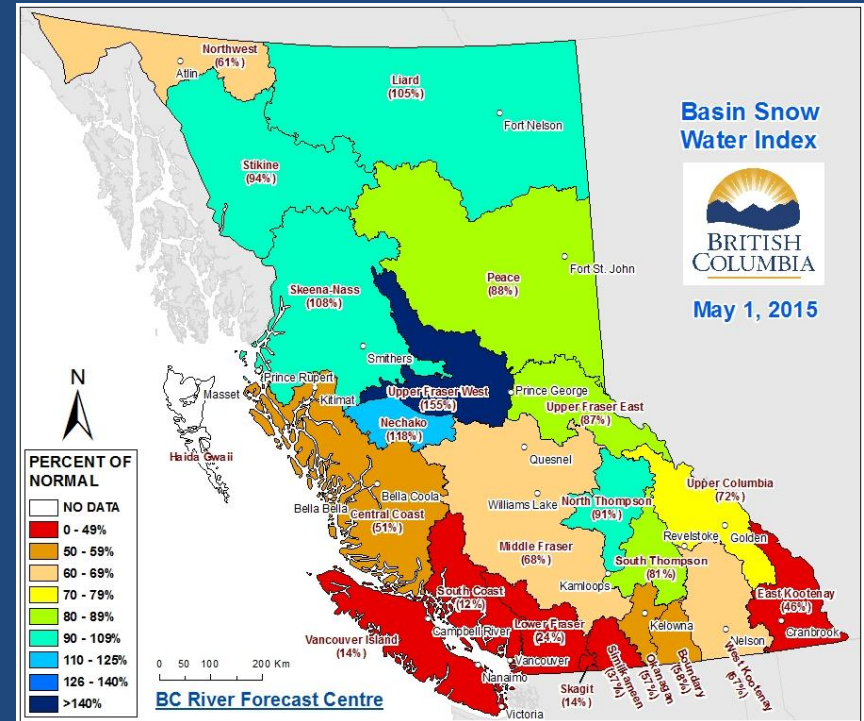 Northwest
(61%)
Atlin
Liard
(105%)
Fort Nelson
Basin Snow
Water Index
BRITISH
COLUMBIA
May 1, 2015
Stikine
(94%)
Peace
(88%)
Fort St. John
Skeena-Nass
(108%)
Smithers
N
Masset
Prince Rupert
Kitimat
Upper Fraser West
(155%)
Prince George
Upper Fraser East
(87%)
Nechako
(118%)
Haida Gwaii
Quesnel
Bella Coola
Williams Lake
North Thompson
(91%)
Upper Columbia
(72%)
Bella Bella
Central Coast
(51%)
Revelstoke
Golden
Middle Fraser
(68%)
South Thompson
(81%)
Kamloops
South Coast
(12%)
East Kootenay
(46%)
Vancouver Island
(14%)
Campbell River
Lower Fraser
(24%)
Kelowna
Cranbrook
Nelson
Vancouver
Nanaimo
Skagit
(14%)
Similkameen
(37%)
Okanagan
(57%)
Boundary
(58%)
West Kootenay
(67%)
Victoria
PERCENT OF
NORMAL
NO DATA
0 - 49%
50 - 59%
60 - 69%
70 - 79%
80 - 89%
90 - 109%
110 - 125%
126 - 140%
>140%
0 50 100 200 Km
BC River Forecast Centre